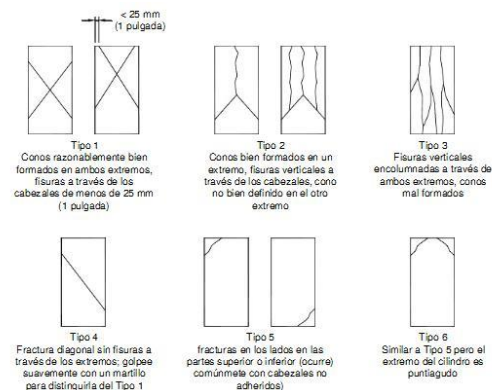 < 25 mm
(1 pulgada)
Tipo 1
Conos razonablemente bien
formados en ambos extremos,
fisuras a través de los
cabezales de menos de 25 mm
(1 pulgada)
Tipo 2
Conos bien formados en un
extremo, fisuras verticales a
través de los cabezales, cono
no bien definido en el otro
extremo
Tipo 3
Fisuras verticales
encolumnadas a través de
ambos extremos, conos
mal formados
Tipo 4
Fractura diagonal sin fisuras a
través de los extremos; golpee
suavemente con un martillo
para distinguirla del Tipo 1
Tipo 5
fracturas en los lados en las
partes superior o inferior (ocurre)
comúnmete con cabezales no
adheridos)
Tipo 6
Similar a Tipo 5 pero el
extremo del cilindro es
puntiagudo